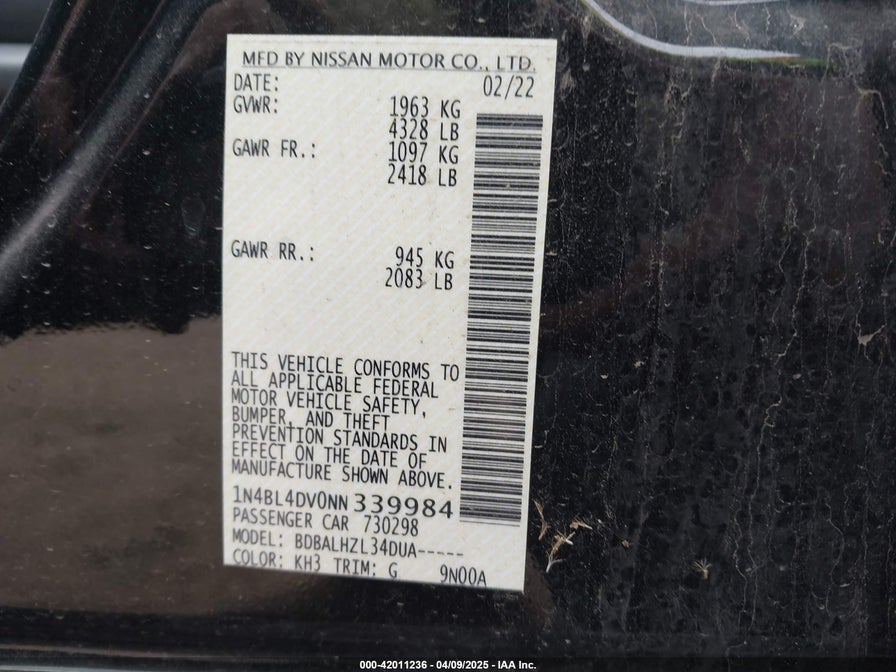 MFD BY NISSAN MOTOR CO., LTD.
DATE: 02/22
GVWR: 1963 KG
4328 LB
GAWR FR.: 1097 KG
2418 LB
GAWR RR.: 945 KG
2083 LB
THIS VEHICLE CONFORMS TO
ALL APPLICABLE FEDERAL
MOTOR VEHICLE SAFETY,
BUMPER, AND THEFT
PREVENTION STANDARDS IN
EFFECT ON THE DATE OF
MANUFACTURE SHOWN ABOVE.
1N4BL4DV0NN 339984
PASSENGER CAR 730298
MODEL: BDBALHZL34DUA-----
COLOR: KH3 TRIM: G 9N00A
000-42011236 - 04/09/2025 - IAA Inc.